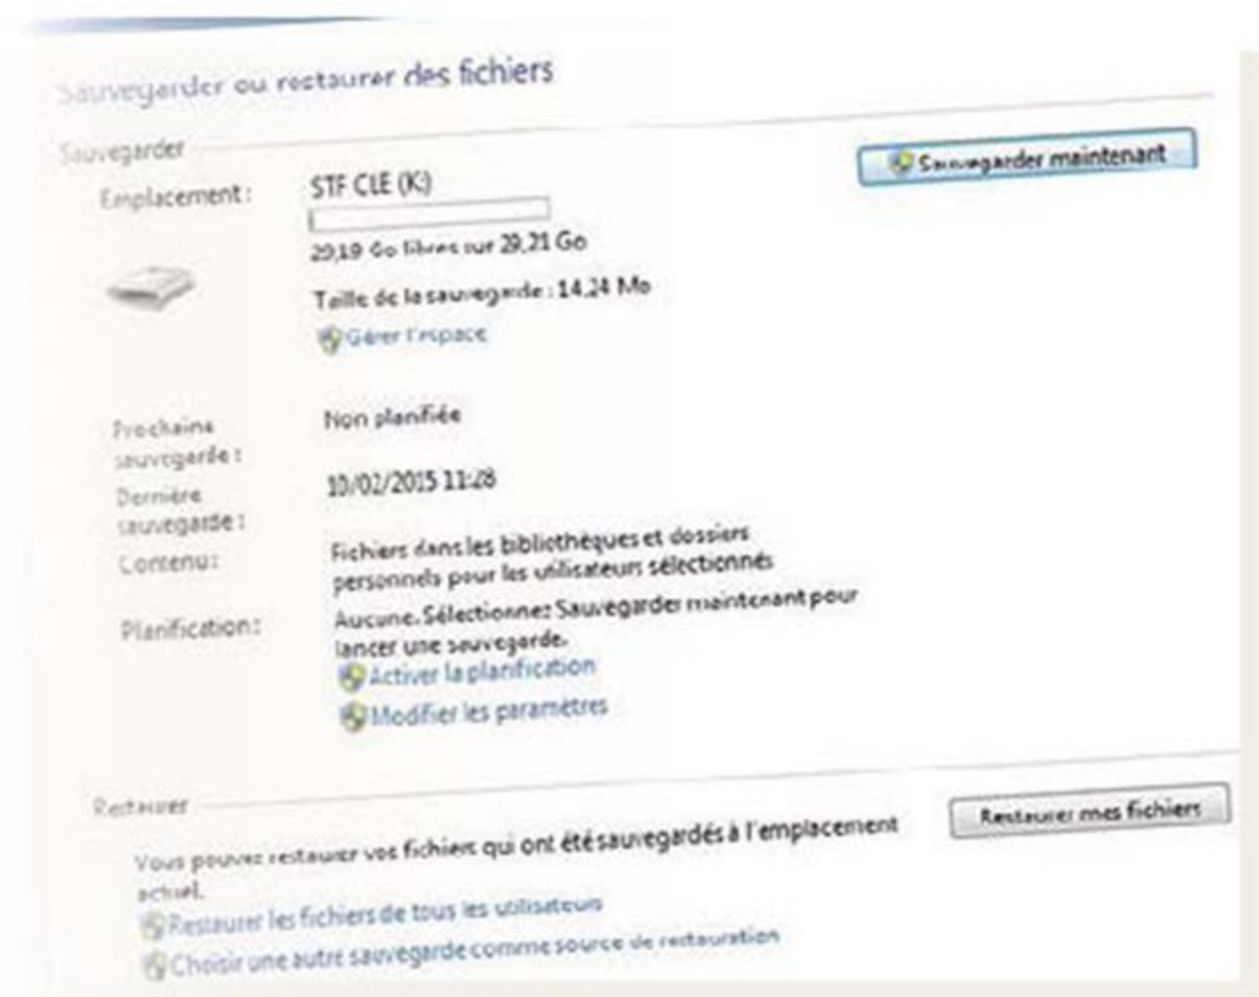 Sauvegarder ou restaurer des fichiers
Sauvegarder
Sauvegarder maintenant
Emplacement :
STF CLE (K:)
29,19 Go libres sur 29,21 Go
Taille de la sauvegarde : 14,24 Mo
Gérer l'espace
Prochaine
sauvegarde :
Non planifiée
Dernière
sauvegarde :
10/02/2015 11:28
Contenu :
Fichiers dans les bibliothèques et dossiers
personnels pour les utilisateurs sélectionnés
Planification :
Aucune. Sélectionnez Sauvegarder maintenant pour
lancer une sauvegarde.
Activer la planification
Modifier les paramètres
Restaurer
Vous pouvez restaurer vos fichiers qui ont été sauvegardés à l'emplacement
actuel.
Restaurer mes fichiers
Restaurer les fichiers de tous les utilisateurs
Choisir une autre sauvegarde comme source de restauration